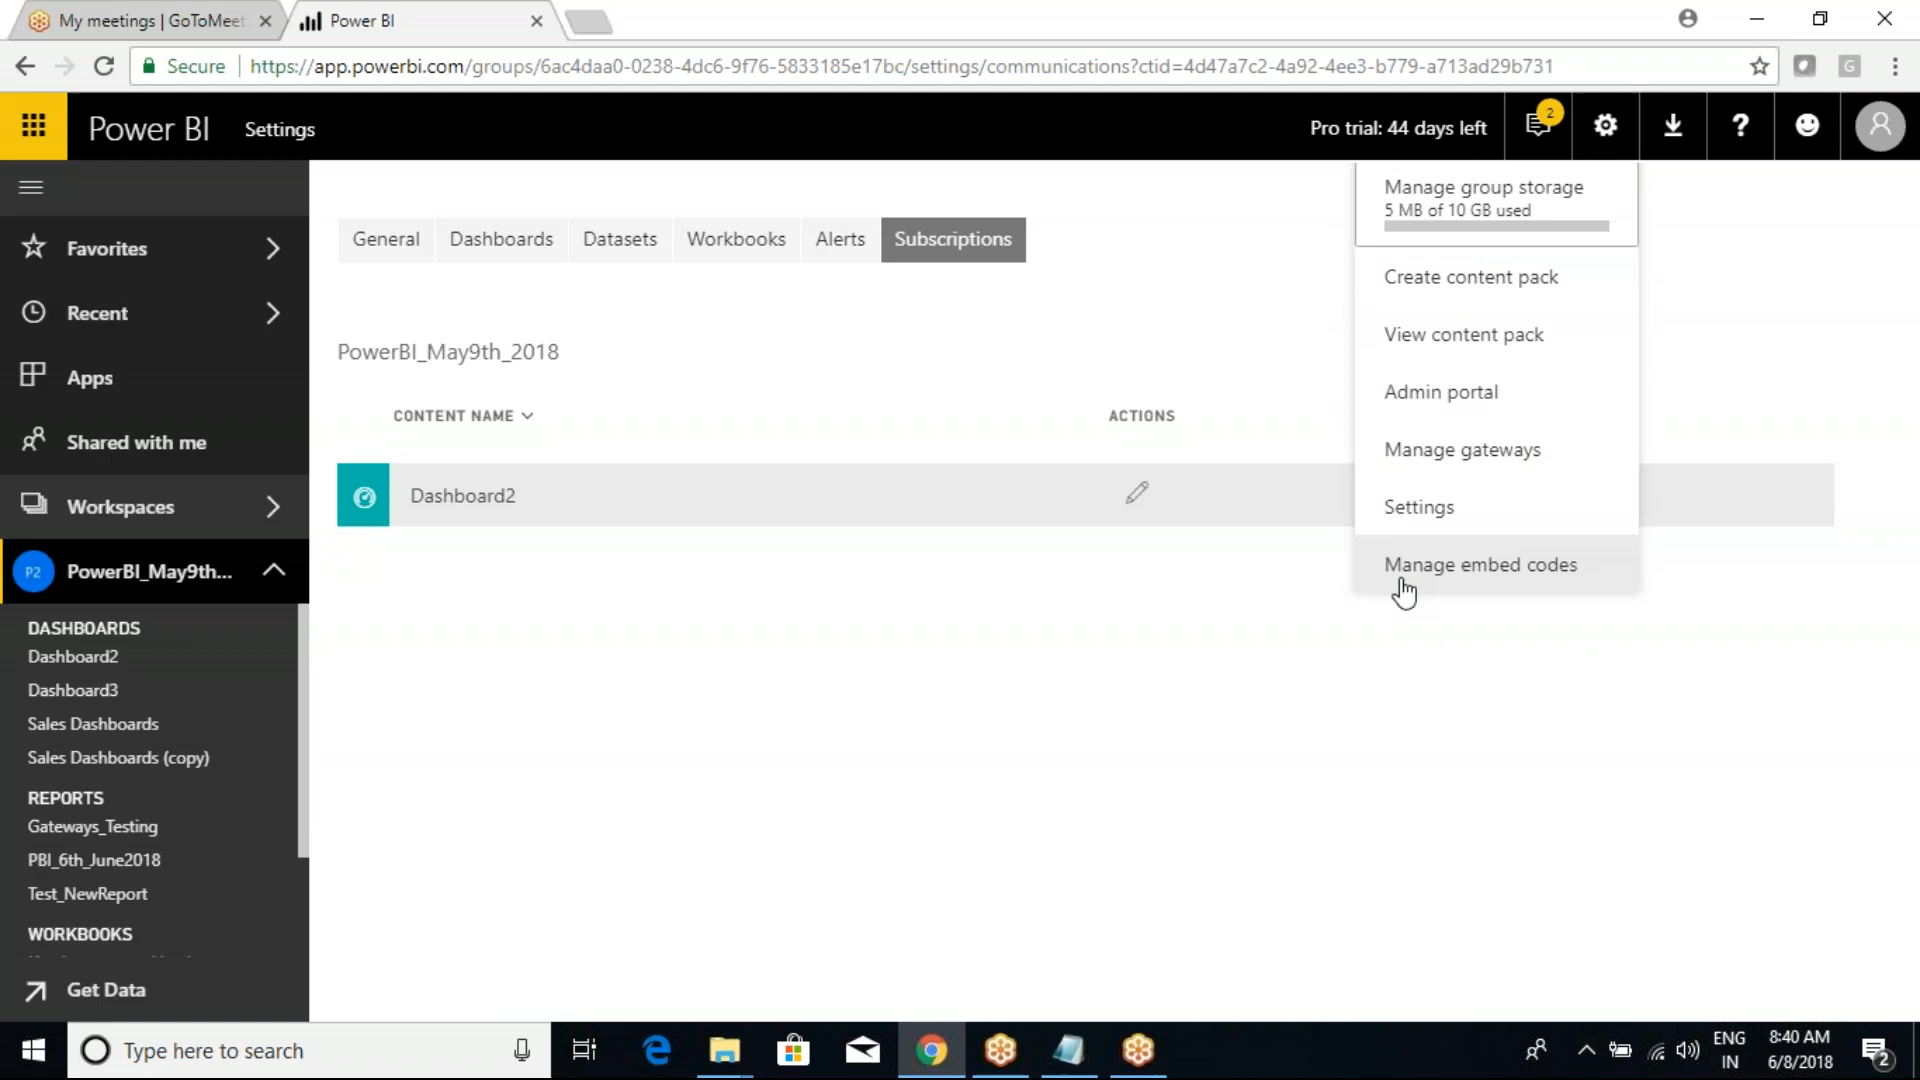 My meetings | GoToMeet
Power BI
Secure
https://app.powerbi.com/groups/6ac4daa0-0238-4dc6-9f76-5833185e17bc/settings/communications?ctid=4d47a7c2-4a92-4ee3-b779-a713ad29b731
G
Power BI
Settings
Pro trial: 44 days left
2
?
Favorites
Recent
Apps
Shared with me
Workspaces
P2
PowerBI_May9th...
DASHBOARDS
Dashboard2
Dashboard3
Sales Dashboards
Sales Dashboards (copy)
REPORTS
Gateways_Testing
PBI_6th_June2018
Test_NewReport
WORKBOOKS
Get Data
General
Dashboards
Datasets
Workbooks
Alerts
Subscriptions
PowerBI_May9th_2018
CONTENT NAME
ACTIONS
Dashboard2
Manage group storage
5 MB of 10 GB used
Create content pack
View content pack
Admin portal
Manage gateways
Settings
Manage embed codes
Type here to search
ENG
IN
8:40 AM
6/8/2018
2